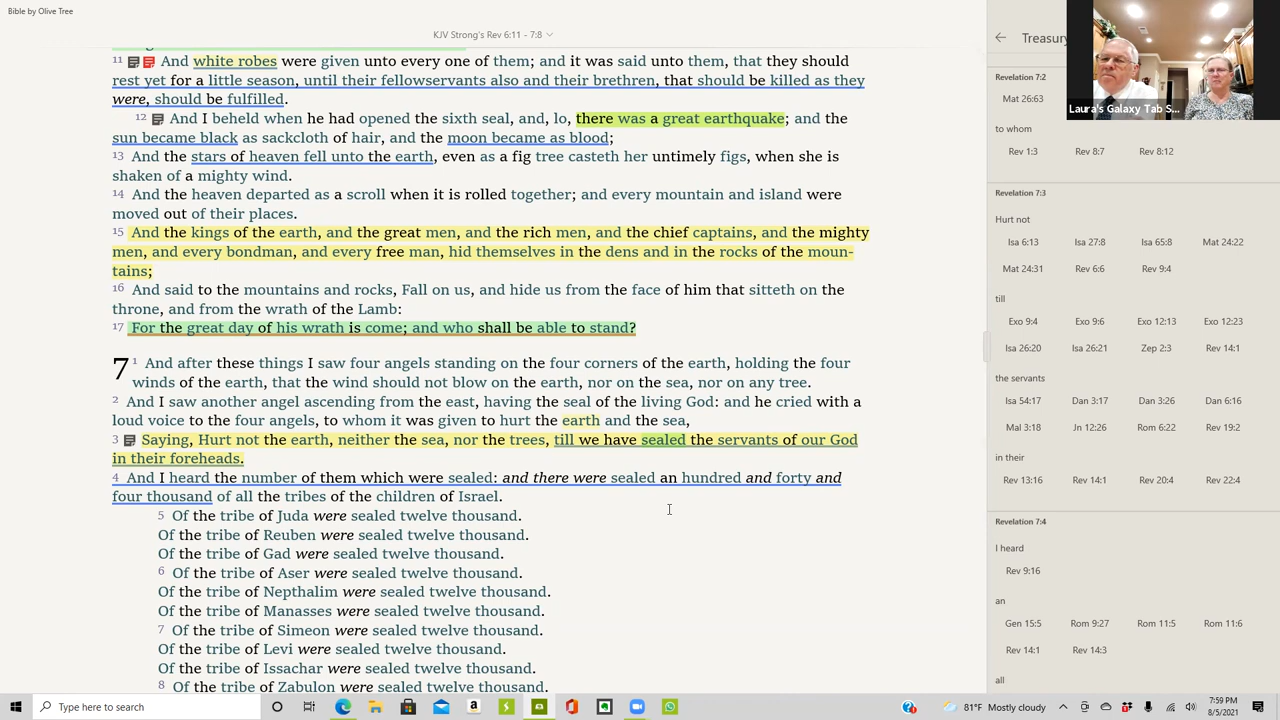 Bible by Olive Tree
KJV Strong's Rev 6:11 - 7:8
11 And white robes were given unto every one of them; and it was said unto them, that they should
rest yet for a little season, until their fellowservants also and their brethren, that should be killed as they
were, should be fulfilled.
12 And I beheld when he had opened the sixth seal, and, lo, there was a great earthquake; and the
sun became black as sackcloth of hair, and the moon became as blood;
13 And the stars of heaven fell unto the earth, even as a fig tree casteth her untimely figs, when she is
shaken of a mighty wind.
14 And the heaven departed as a scroll when it is rolled together; and every mountain and island were
moved out of their places.
15 And the kings of the earth, and the great men, and the rich men, and the chief captains, and the mighty
men, and every bondman, and every free man, hid themselves in the dens and in the rocks of the moun-
tains;
16 And said to the mountains and rocks, Fall on us, and hide us from the face of him that sitteth on the
throne, and from the wrath of the Lamb:
17 For the great day of his wrath is come; and who shall be able to stand?
7 1 And after these things I saw four angels standing on the four corners of the earth, holding the four
winds of the earth, that the wind should not blow on the earth, nor on the sea, nor on any tree.
2 And I saw another angel ascending from the east, having the seal of the living God: and he cried with a
loud voice to the four angels, to whom it was given to hurt the earth and the sea,
3 Saying, Hurt not the earth, neither the sea, nor the trees, till we have sealed the servants of our God
in their foreheads.
4 And I heard the number of them which were sealed: and there were sealed an hundred and forty and
four thousand of all the tribes of the children of Israel.
5 Of the tribe of Juda were sealed twelve thousand.
Of the tribe of Reuben were sealed twelve thousand.
Of the tribe of Gad were sealed twelve thousand.
6 Of the tribe of Aser were sealed twelve thousand.
Of the tribe of Nepthalim were sealed twelve thousand.
Of the tribe of Manasses were sealed twelve thousand.
7 Of the tribe of Simeon were sealed twelve thousand.
Of the tribe of Levi were sealed twelve thousand.
Of the tribe of Issachar were sealed twelve thousand.
8 Of the tribe of Zabulon were sealed twelve thousand.
Treasury
Laura's Galaxy Tab S...
Revelation 7:2
Mat 26:63
to whom
Rev 1:3 Rev 8:7 Rev 8:12
Revelation 7:3
Hurt not
Isa 6:13 Isa 27:8 Isa 65:8 Mat 24:22
Mat 24:31 Rev 6:6 Rev 9:4
till
Exo 9:4 Exo 9:6 Exo 12:13 Exo 12:23
Isa 26:20 Isa 26:21 Zep 2:3 Rev 14:1
the servants
Isa 54:17 Dan 3:17 Dan 3:26 Dan 6:16
Mal 3:18 Jn 12:26 Rom 6:22 Rev 19:2
in their
Rev 13:16 Rev 14:1 Rev 20:4 Rev 22:4
Revelation 7:4
I heard
Rev 9:16
an
Gen 15:5 Rom 9:27 Rom 11:5 Rom 11:6
Rev 14:1 Rev 14:3
all
Type here to search
81°F Mostly cloudy
7:59 PM
8/5/2021